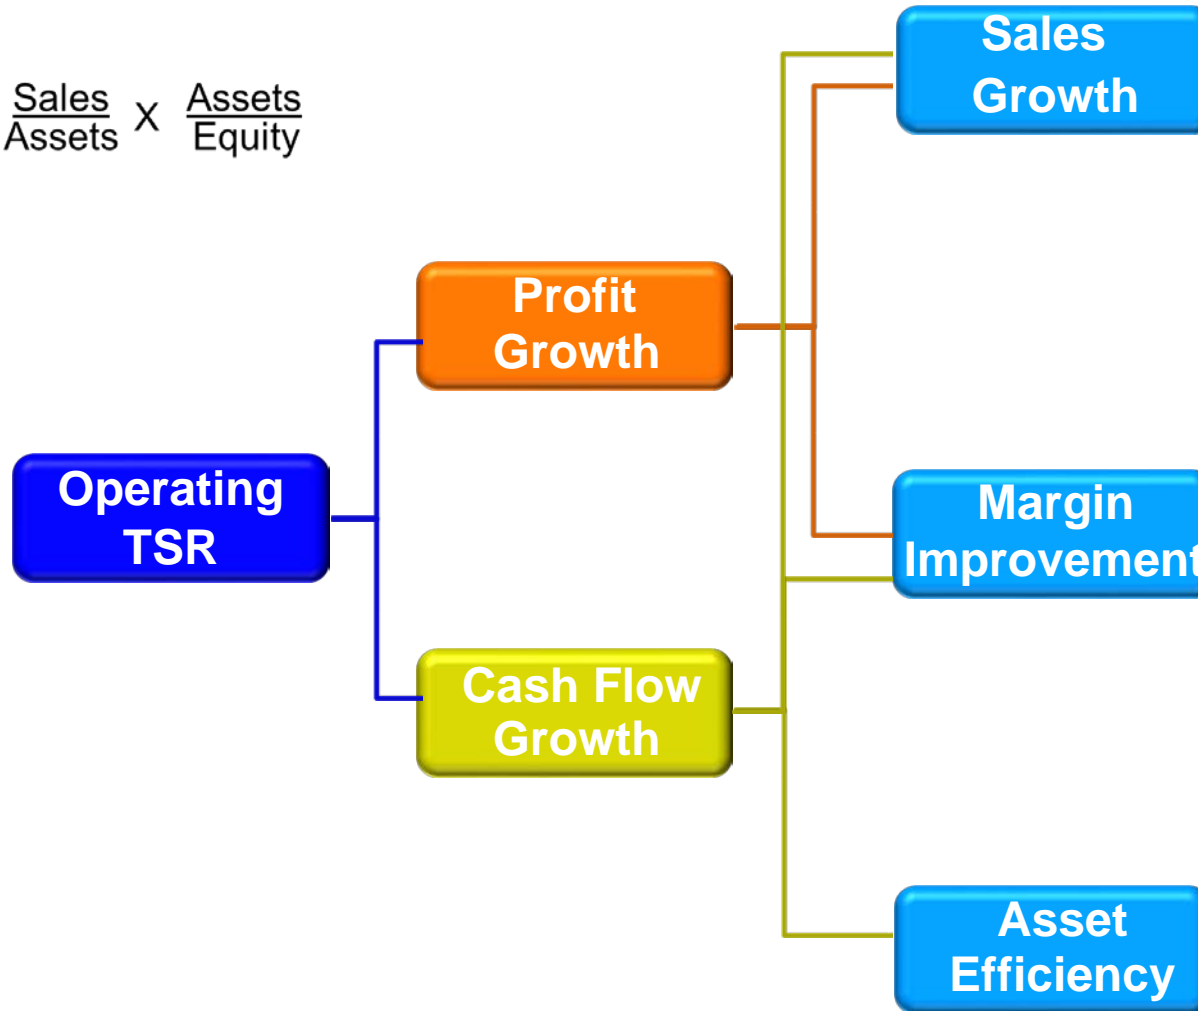 Sales
Growth
Sales X Assets
Assets Equity
Profit
Growth
Operating
TSR
Margin
Improvement
Cash Flow
Growth
Asset
Efficiency